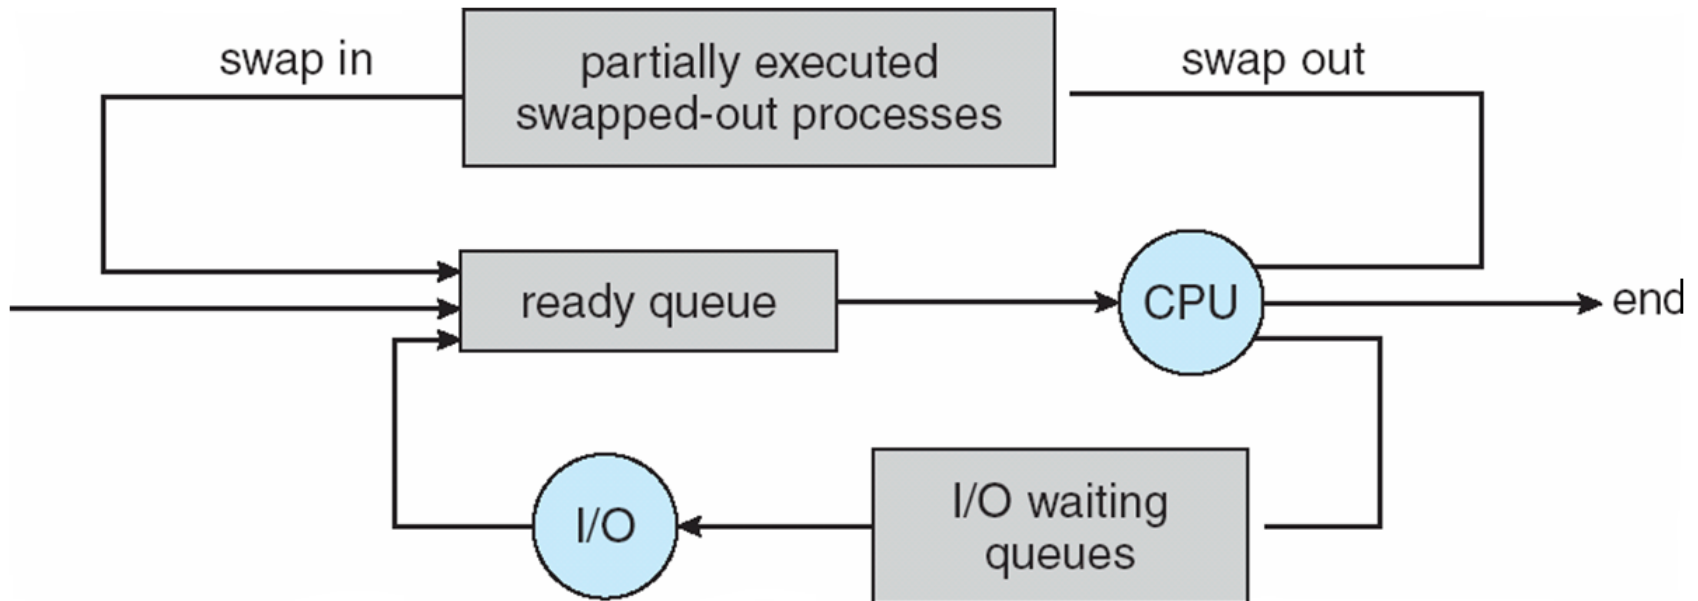 swap in
partially executed
swapped-out processes
swap out
ready queue
CPU
end
I/O
I/O waiting
queues